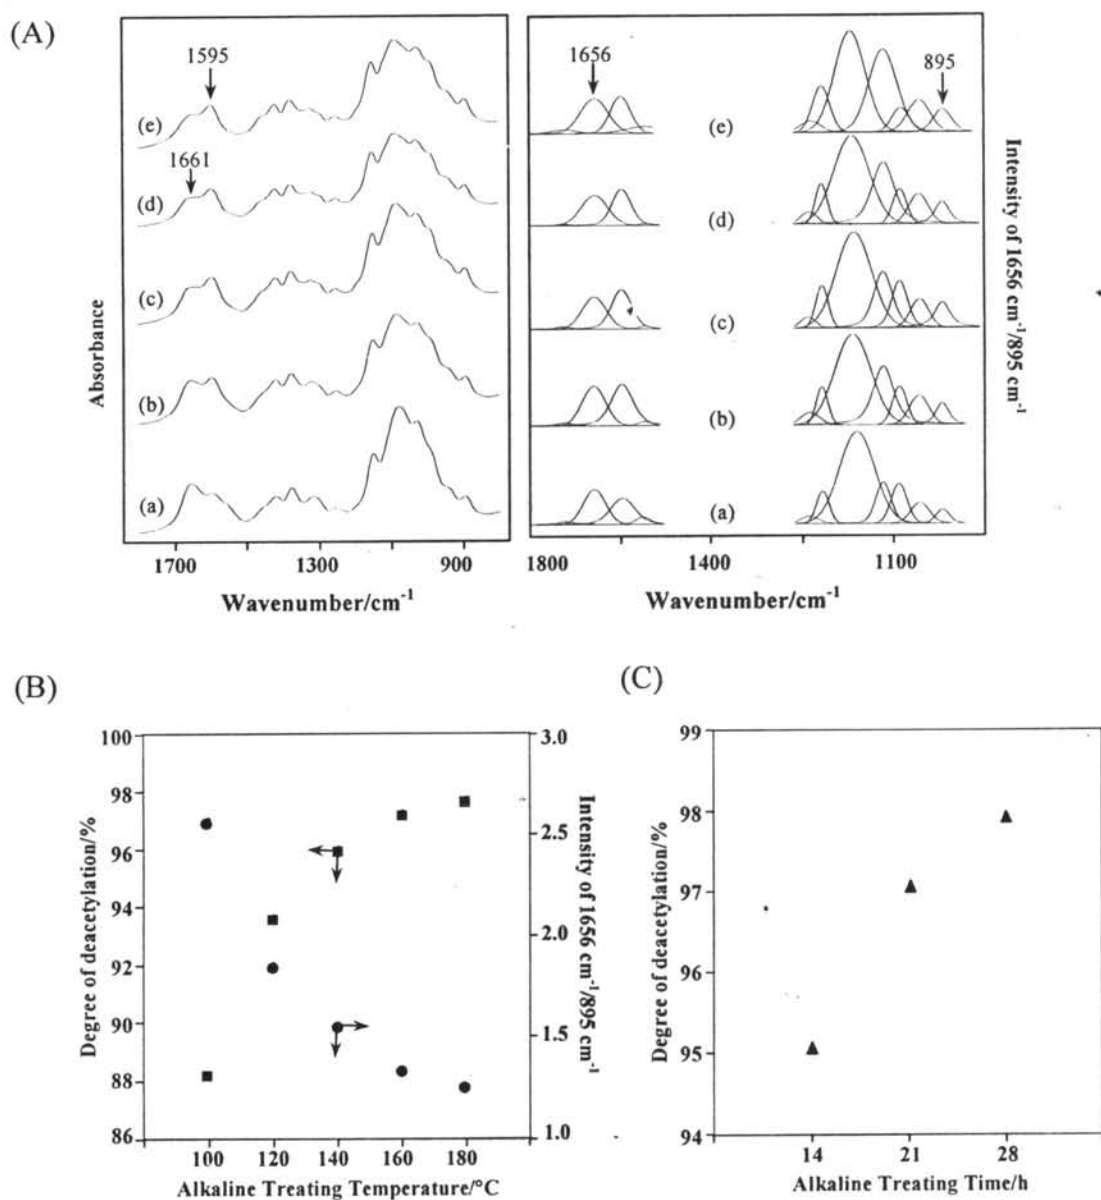 (A)
1595
1661
(e)
(d)
(c)
(b)
(a)
Absorbance
1700 1300 900
Wavenumber/cm⁻¹
1656
895
(e)
(d)
(c)
(b)
(a)
Intensity of 1656 cm⁻¹/895 cm⁻¹
1800 1400 1100
Wavenumber/cm⁻¹
(B)
Degree of deacetylation/%
100
98
96
94
92
90
88
86
3.0
2.5
2.0
1.5
1.0
Intensity of 1656 cm⁻¹/895 cm⁻¹
100 120 140 160 180
Alkaline Treating Temperature/°C
(C)
Degree of deacetylation/%
99
98
97
96
95
94
14 21 28
Alkaline Treating Time/h